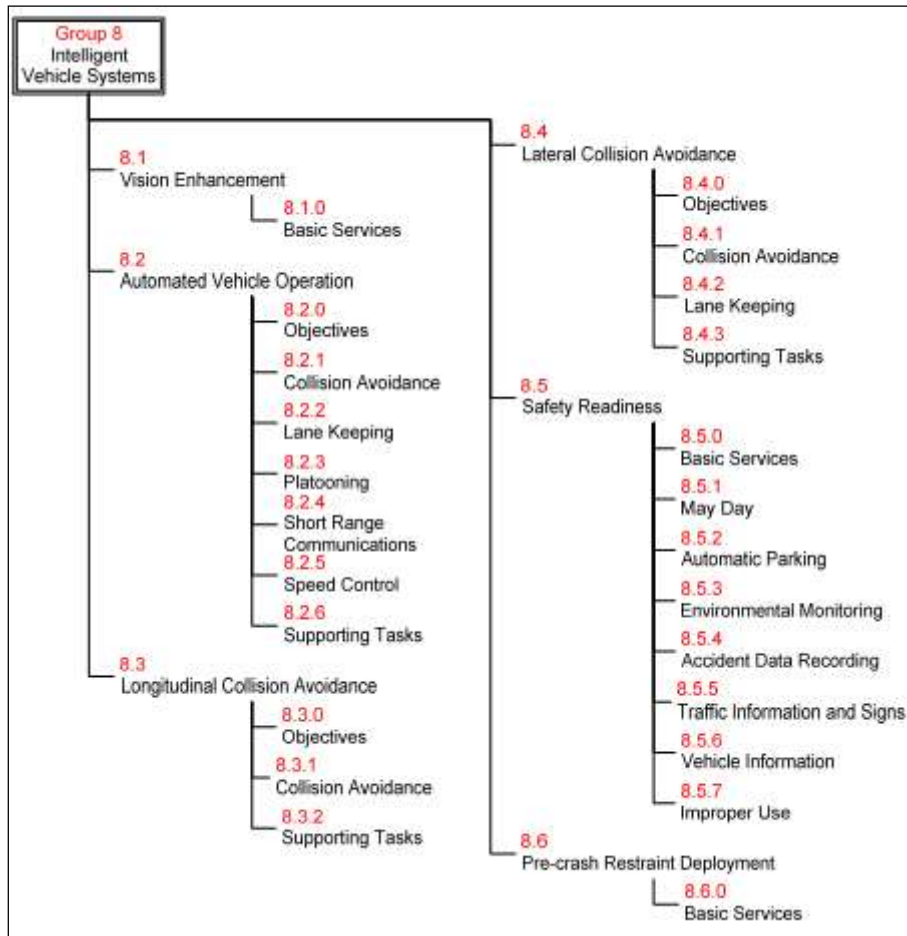 Group 8
Intelligent
Vehicle Systems
8.1
Vision Enhancement
8.1.0
Basic Services
8.2
Automated Vehicle Operation
8.2.0
Objectives
8.2.1
Collision Avoidance
8.2.2
Lane Keeping
8.2.3
Platooning
8.2.4
Short Range
Communications
8.2.5
Speed Control
8.2.6
Supporting Tasks
8.3
Longitudinal Collision Avoidance
8.3.0
Objectives
8.3.1
Collision Avoidance
8.3.2
Supporting Tasks
8.4
Lateral Collision Avoidance
8.4.0
Objectives
8.4.1
Collision Avoidance
8.4.2
Lane Keeping
8.4.3
Supporting Tasks
8.5
Safety Readiness
8.5.0
Basic Services
8.5.1
May Day
8.5.2
Automatic Parking
8.5.3
Environmental Monitoring
8.5.4
Accident Data Recording
8.5.5
Traffic Information and Signs
8.5.6
Vehicle Information
8.5.7
Improper Use
8.6
Pre-crash Restraint Deployment
8.6.0
Basic Services